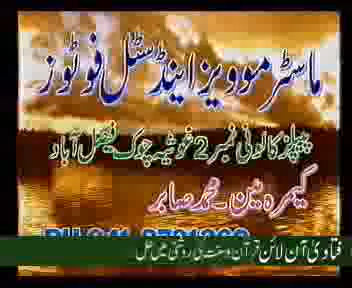 ماسٹر موویز اینڈ سٹل فوٹوز
پیپلز کالونی نمبر 2 غوثیہ چوک فیصل آباد
کیمرہ مین ۔ محمد صابر
فتاویٰ آن لائن قرآن و سنت کی روشنی میں حل